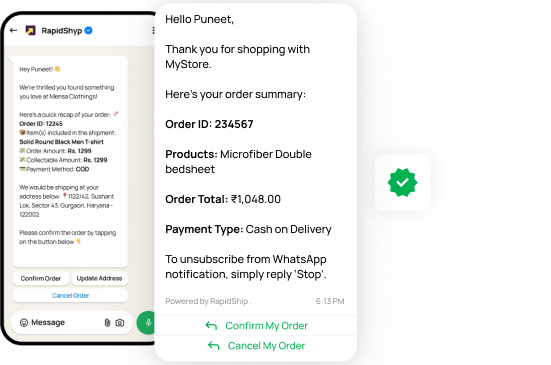 RapidShyp
Hey Puneet! 👋
We're thrilled you found something
you love at Mensa Clothings!
Here's a quick recap of your order- 🚀
Order ID: 12245
📦Item(s) included in the shipment:
Solid Round Black Men T-shirt
💸 Order Amount: Rs. 1299
💸 Collectable Amount: Rs. 1299
💳Payment Method: COD
We would be shipping at your
address below- 📍1122/42, Sushant
Lok, Sector 43, Gurgaon, Haryana -
122002
Please confirm the order by tapping
on the button below 👇
Confirm Order
Update Address
Cancel Order
Message
Hello Puneet,
Thank you for shopping with
MyStore.
Here's your order summary:
Order ID: 234567
Products: Microfiber Double
bedsheet
Order Total: ₹1,048.00
Payment Type: Cash on Delivery
To unsubscribe from WhatsApp
notification, simply reply 'Stop'.
Powered by RapidShip .
6:13 PM
Confirm My Order
Cancel My Order